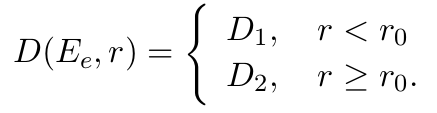 D(E_e, r) = { D_1, r < r_0
D_2, r ≥ r_0.